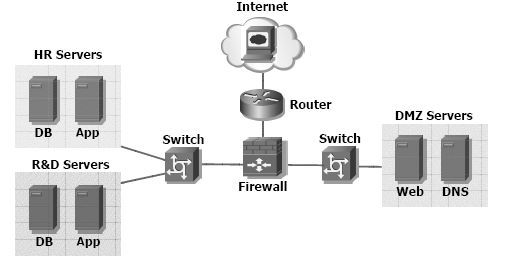 Internet
HR Servers
Router
DB App
DMZ Servers
Switch
Switch
R&D Servers
Firewall
Web DNS
DB App